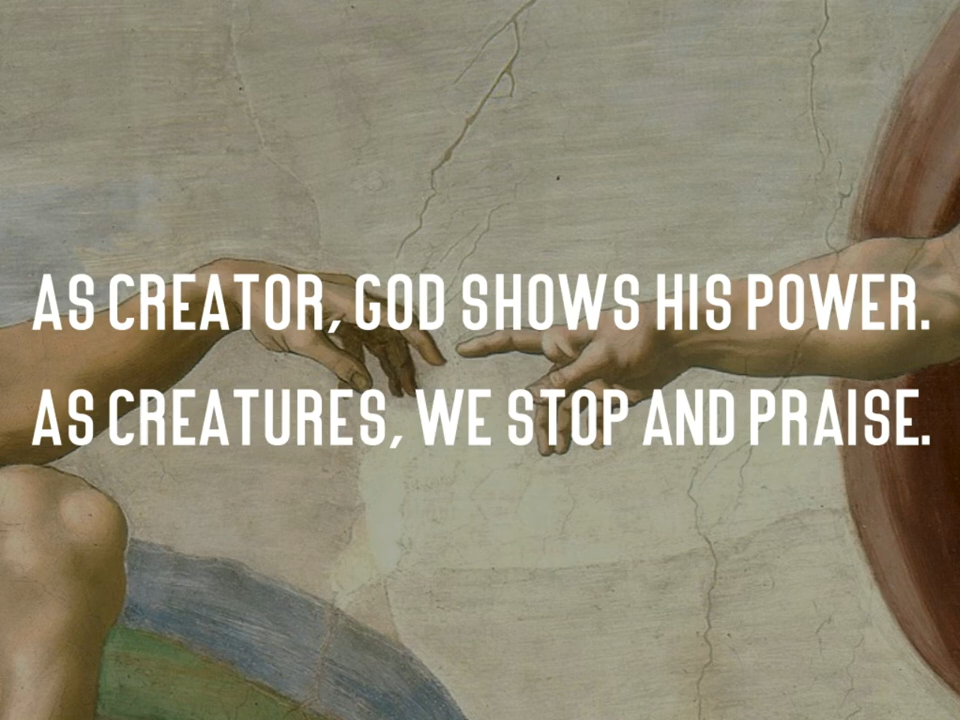 AS CREATOR, GOD SHOWS HIS POWER.
AS CREATURES, WE STOP AND PRAISE.